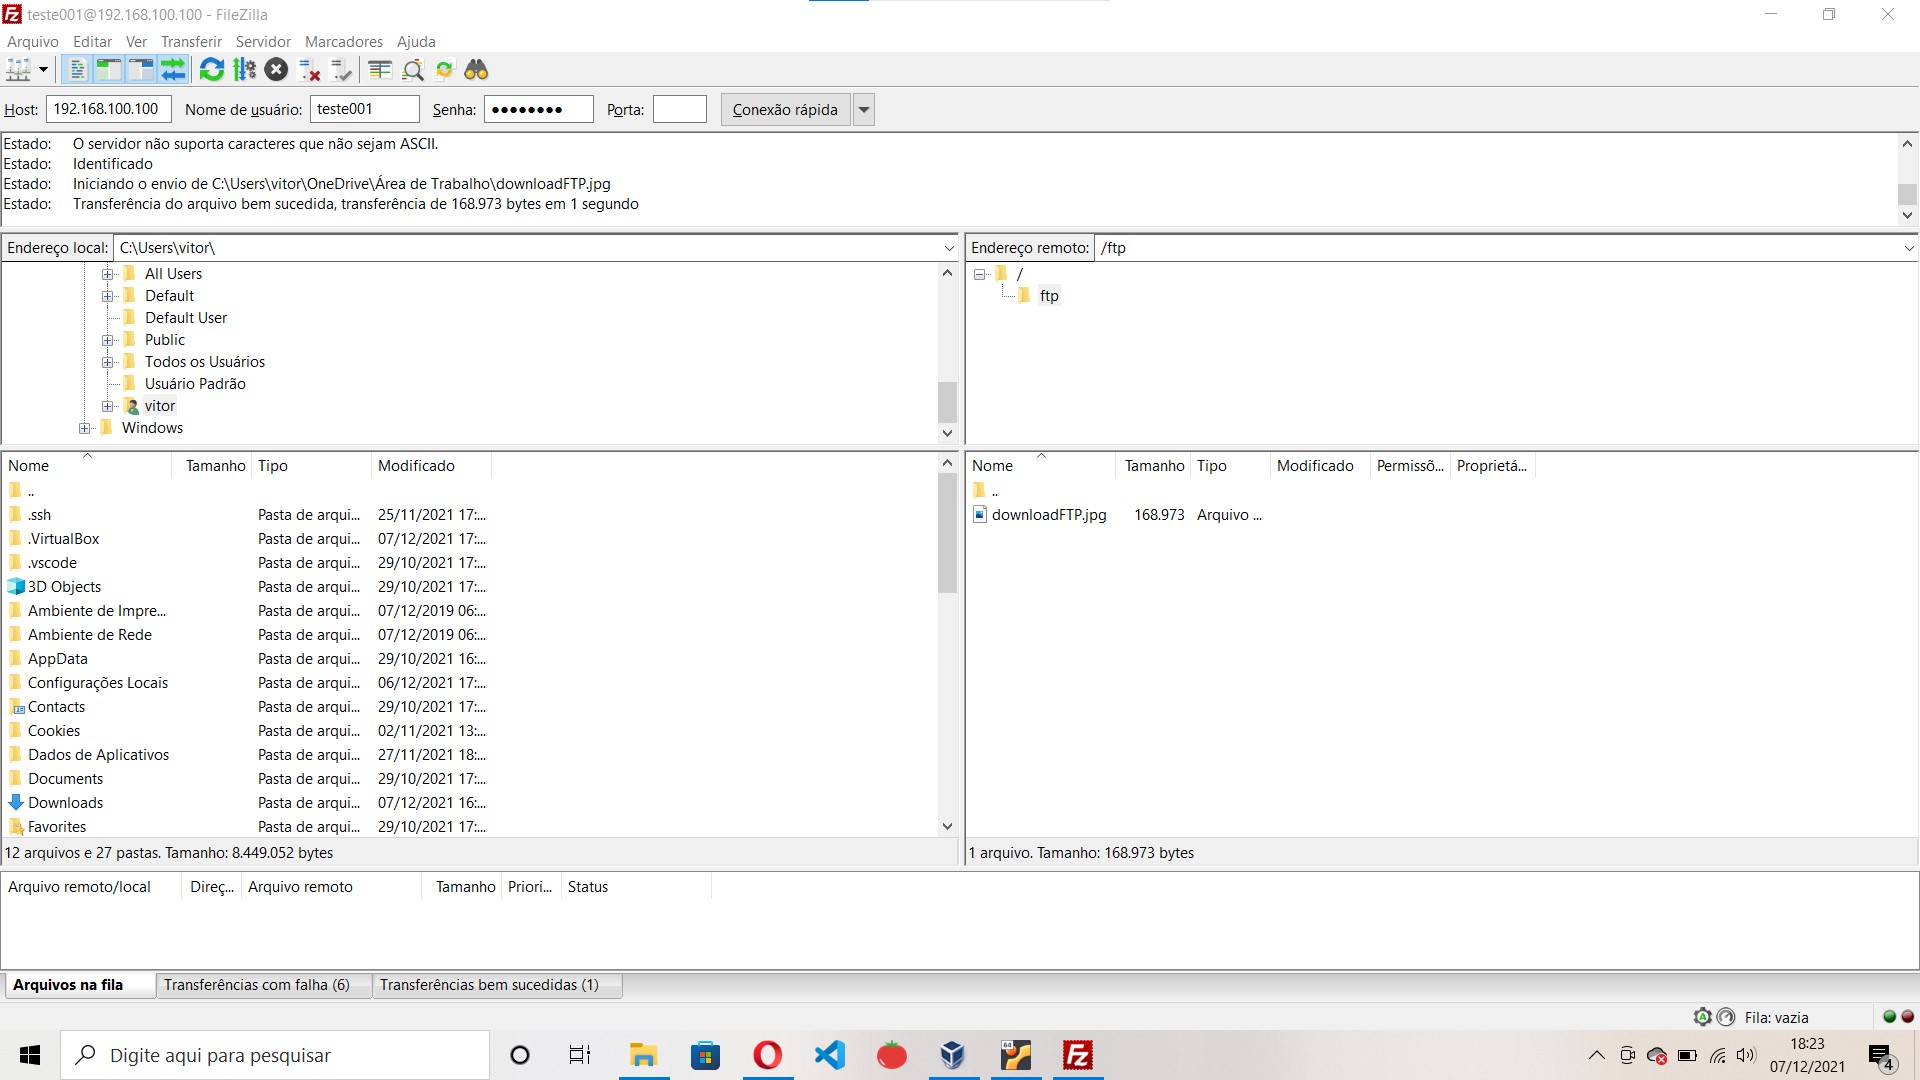 teste001@192.168.100.100 - FileZilla
Arquivo Editar Ver Transferir Servidor Marcadores Ajuda
Host: 192.168.100.100 Nome de usuário: teste001 Senha: ●●●●●●●● Porta: Conexão rápida
Estado: O servidor não suporta caracteres que não sejam ASCII.
Estado: Identificado
Estado: Iniciando o envio de C:\Users\vitor\OneDrive\Área de Trabalho\downloadFTP.jpg
Estado: Transferência do arquivo bem sucedida, transferência de 168.973 bytes em 1 segundo
Endereço local: C:\Users\vitor\
All Users
Default
Default User
Public
Todos os Usuários
Usuário Padrão
vitor
Windows
Endereço remoto: /ftp
/
ftp
Nome Tamanho Tipo Modificado
..
.ssh Pasta de arqui... 25/11/2021 17:...
.VirtualBox Pasta de arqui... 07/12/2021 17:...
.vscode Pasta de arqui... 29/10/2021 17:...
3D Objects Pasta de arqui... 29/10/2021 17:...
Ambiente de Impre... Pasta de arqui... 07/12/2019 06:...
Ambiente de Rede Pasta de arqui... 07/12/2019 06:...
AppData Pasta de arqui... 29/10/2021 16:...
Configurações Locais Pasta de arqui... 06/12/2021 17:...
Contacts Pasta de arqui... 29/10/2021 17:...
Cookies Pasta de arqui... 02/11/2021 13:...
Dados de Aplicativos Pasta de arqui... 27/11/2021 18:...
Documents Pasta de arqui... 29/10/2021 17:...
Downloads Pasta de arqui... 07/12/2021 16:...
Favorites Pasta de arqui... 29/10/2021 17:...
12 arquivos e 27 pastas. Tamanho: 8.449.052 bytes
Nome Tamanho Tipo Modificado Permissõ... Proprietá...
..
downloadFTP.jpg 168.973 Arquivo ...
1 arquivo. Tamanho: 168.973 bytes
Arquivo remoto/local Direç... Arquivo remoto Tamanho Priori... Status
Arquivos na fila Transferências com falha (6) Transferências bem sucedidas (1)
Fila: vazia
Digite aqui para pesquisar
64
18:23
07/12/2021
4